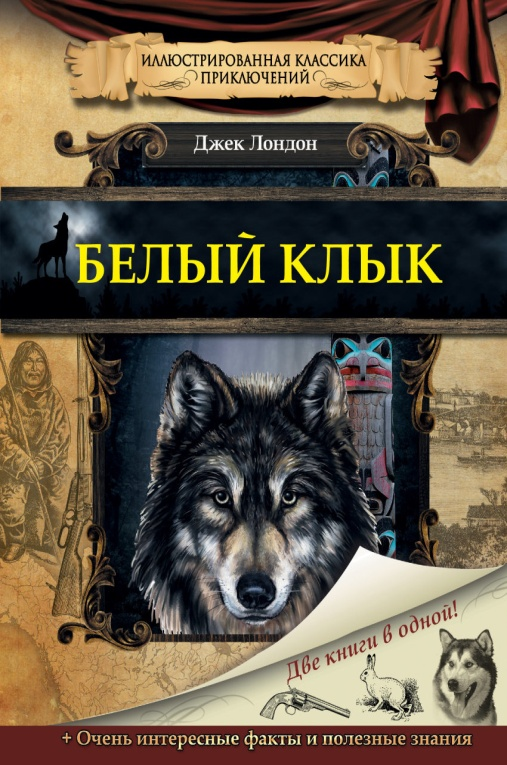 ИЛЛЮСТРИРОВАННАЯ КЛАССИКА
ПРИКЛЮЧЕНИЙ
Джек Лондон
БЕЛЫЙ КЛЫК
Две книги в одной!
+ Очень интересные факты и полезные знания